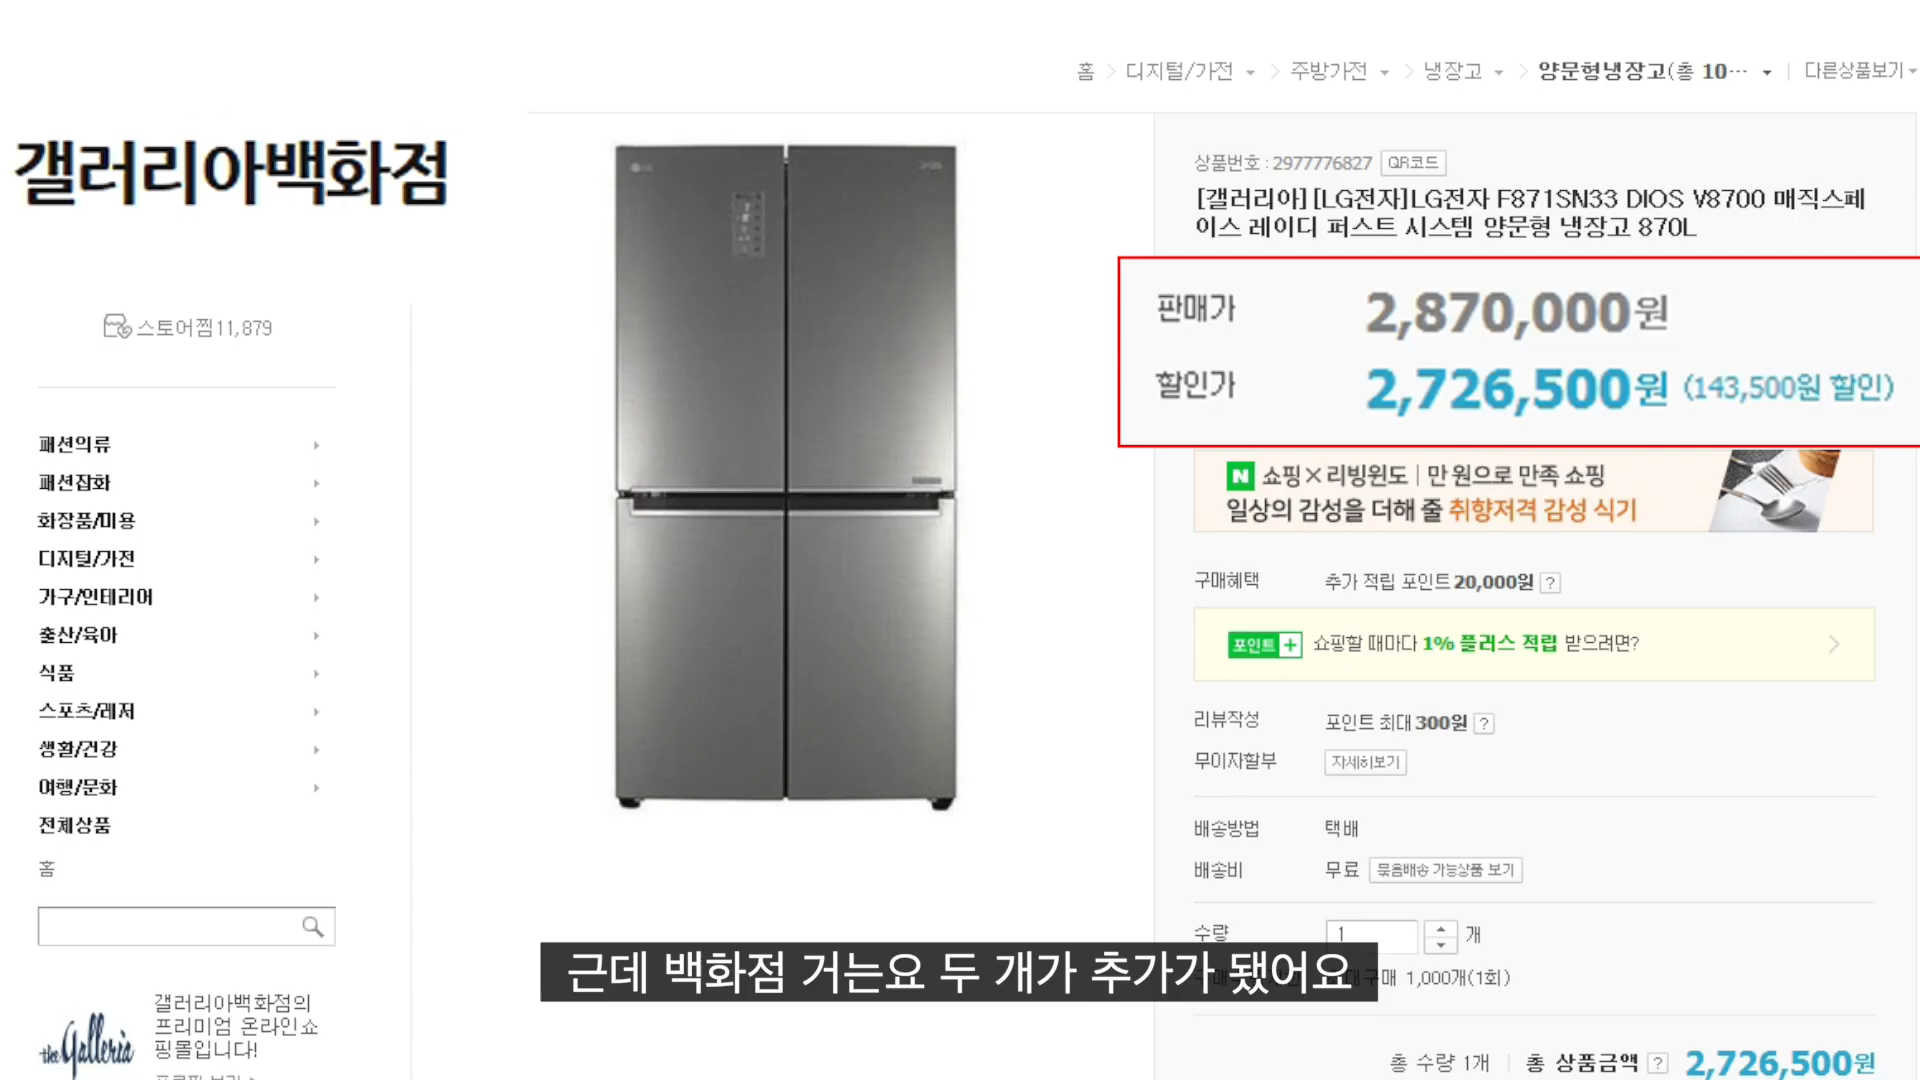 홈 > 디지털/가전 > 주방가전 > 냉장고 > 양문형냉장고(총 10… | 다른상품보기
갤러리아백화점
스토어찜 11,879
패션의류
패션잡화
화장품/미용
디지털/가전
가구/인테리어
출산/육아
식품
스포츠/레저
생활/건강
여행/문화
전체상품
홈
the Galleria
갤러리아백화점의
프리미엄 온라인쇼
핑몰입니다!
LG
상품번호 : 2977776827 QR코드
[갤러리아][LG전자]LG전자 F871SN33 DIOS V8700 매직스페
이스 레이디 퍼스트 시스템 양문형 냉장고 870L
판매가 2,870,000원
할인가 2,726,500원 (143,500원 할인)
N 쇼핑×리빙윈도 | 만 원으로 만족 쇼핑
일상의 감성을 더해 줄 취향저격 감성 식기
구매혜택 추가 적립 포인트 20,000원 ?
포인트+ 쇼핑할 때마다 1% 플러스 적립 받으려면?
리뷰작성 포인트 최대 300원 ?
무이자할부 자세히보기
배송방법 택배
배송비 무료 묶음배송 가능상품 보기
수량 1 개
구매 1,000개(1회)
근데 백화점 거는요 두 개가 추가가 됐어요
총 수량 1개 | 총 상품금액 ? 2,726,500원